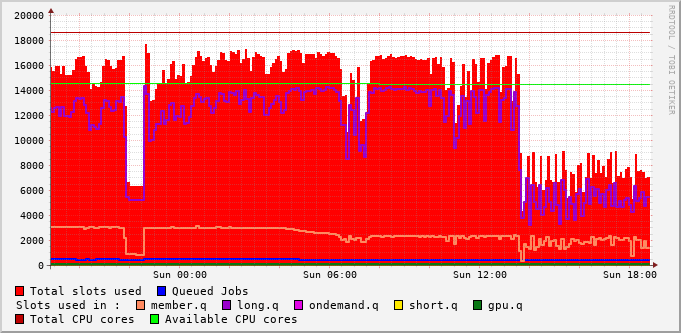 20000
18000
16000
14000
12000
10000
8000
6000
4000
2000
0
Sun 00:00 Sun 06:00 Sun 12:00 Sun 18:00
RRDTOOL / TOBI OETIKER
Total slots used Queued Jobs
Slots used in : member.q long.q ondemand.q short.q gpu.q
Total CPU cores Available CPU cores